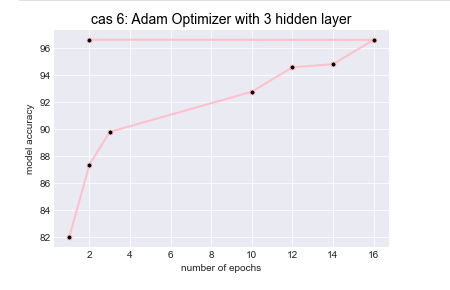 cas 6: Adam Optimizer with 3 hidden layer
96
94
92
90
88
86
84
82
model accuracy
2 4 6 8 10 12 14 16
number of epochs